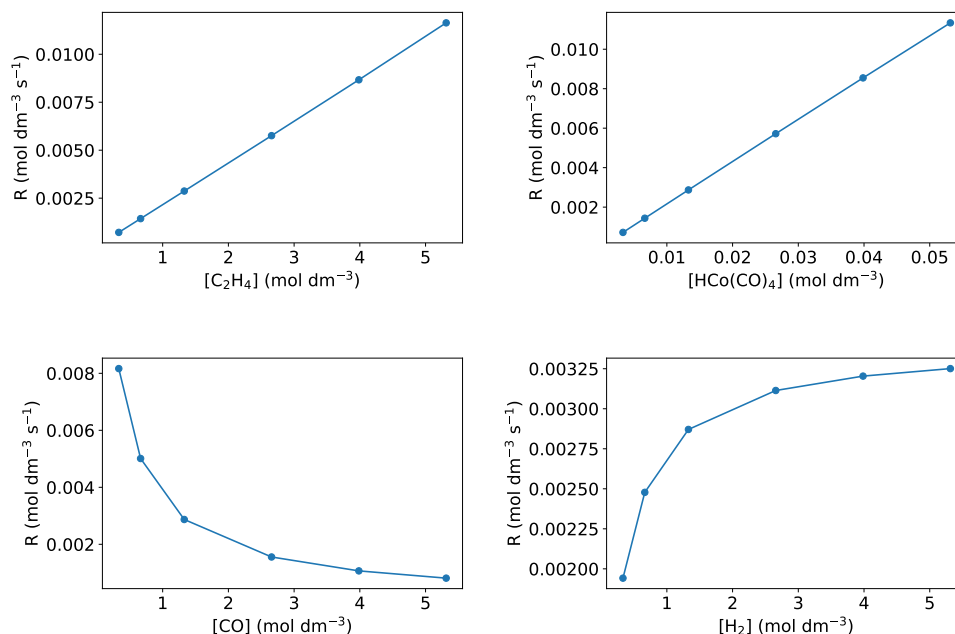 0.0100
0.0075
0.0050
0.0025
R (mol dm⁻³ s⁻¹)
1 2 3 4 5
[C₂H₄] (mol dm⁻³)
0.010
0.008
0.006
0.004
0.002
R (mol dm⁻³ s⁻¹)
0.01 0.02 0.03 0.04 0.05
[HCo(CO)₄] (mol dm⁻³)
0.008
0.006
0.004
0.002
R (mol dm⁻³ s⁻¹)
1 2 3 4 5
[CO] (mol dm⁻³)
0.00325
0.00300
0.00275
0.00250
0.00225
0.00200
R (mol dm⁻³ s⁻¹)
1 2 3 4 5
[H₂] (mol dm⁻³)